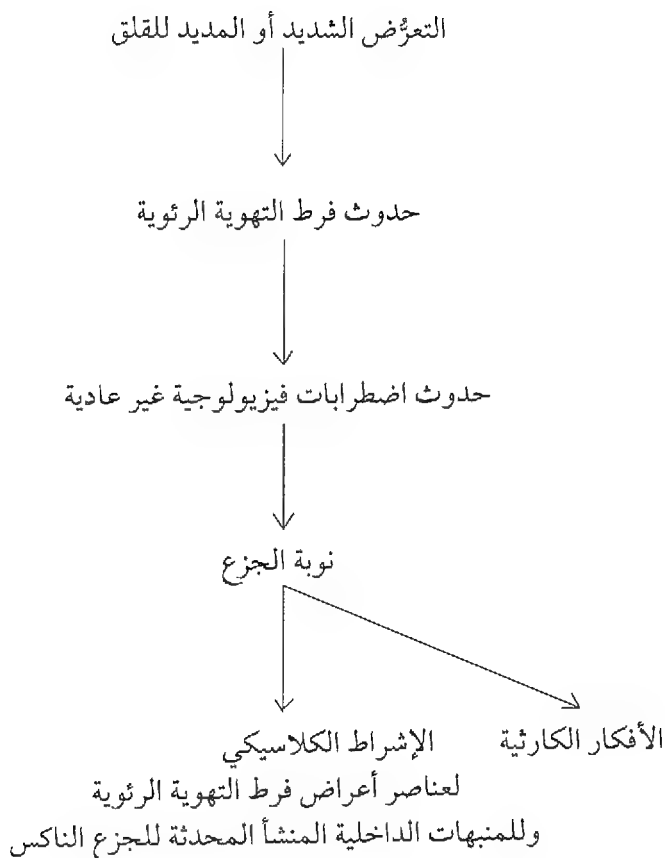 التعرُّض الشديد أو المديد للقلق
حدوث فرط التهوية الرئوية
حدوث اضطرابات فيزيولوجية غير عادية
نوبة الجزع
الإشراط الكلاسيكي
لعناصر أعراض فرط التهوية الرئوية
وللمنبهات الداخلية المنشأ المحدثة للجزع الناكس
الأفكار الكارثية